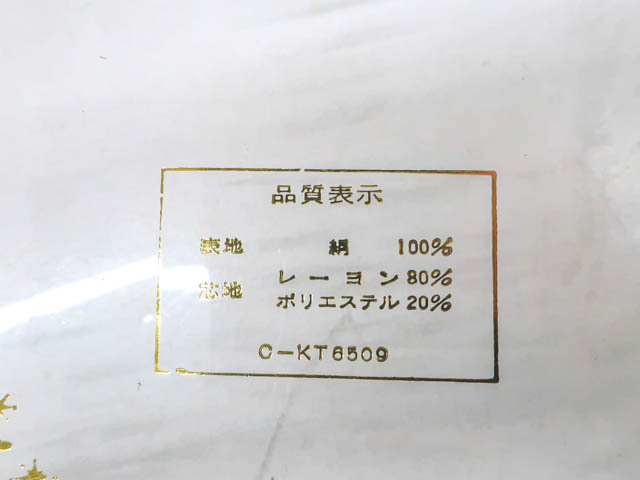 品質表示
表地 絹 100%
芯地 レーヨン 80%
ポリエステル 20%
C-KT6509